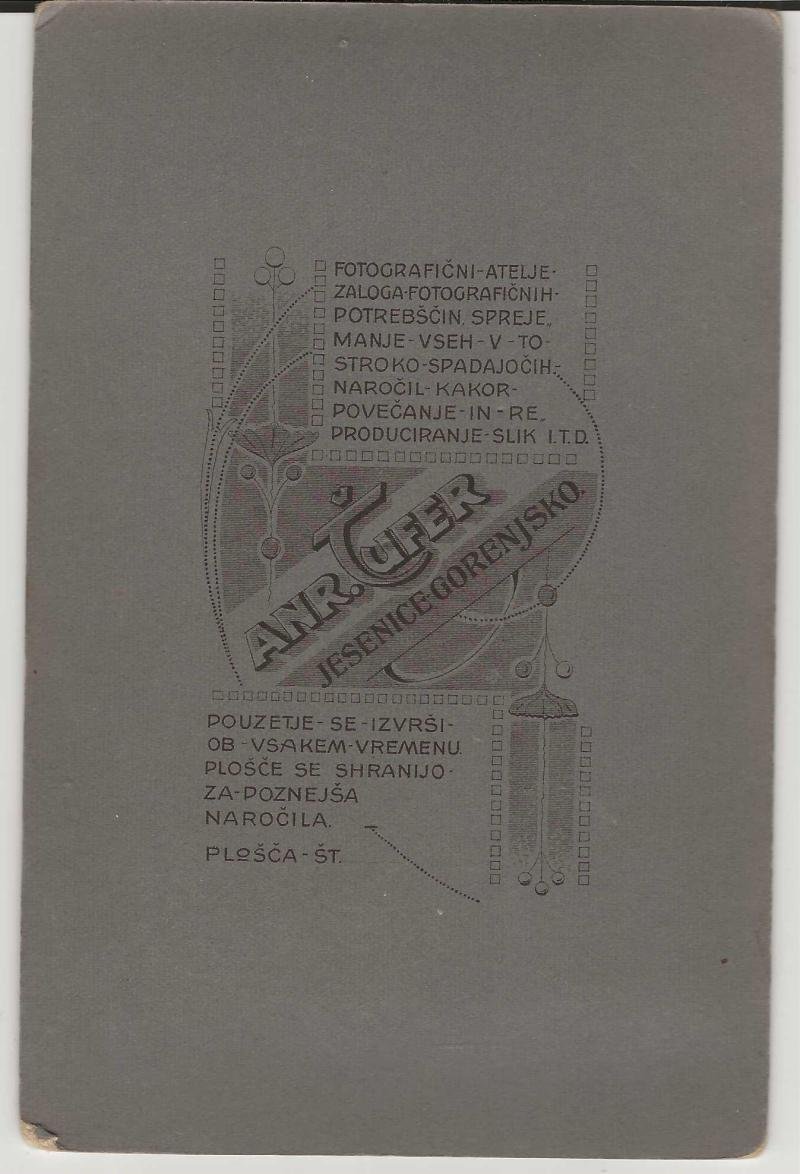 FOTOGRAFIČNI-ATELJE-
ZALOGA-FOTOGRAFIČNIH-
POTREBŠČIN, SPREJE„
MANJE-VSEH-V-TO-
STROKO-SPADAJOČIH-
NAROČIL-KAKOR-
POVEČANJE-IN-RE„
PRODUCIRANJE-SLIK I.T.D.
ANR. ČUFER
JESENICE-GORENJSKO.
POUZETJE-SE-IZVRŠI-
OB-VSAKEM-VREMENU.
PLOŠČE SE SHRANIJO-
ZA-POZNEJŠA
NAROČILA.
PLOŠČA-ŠT.